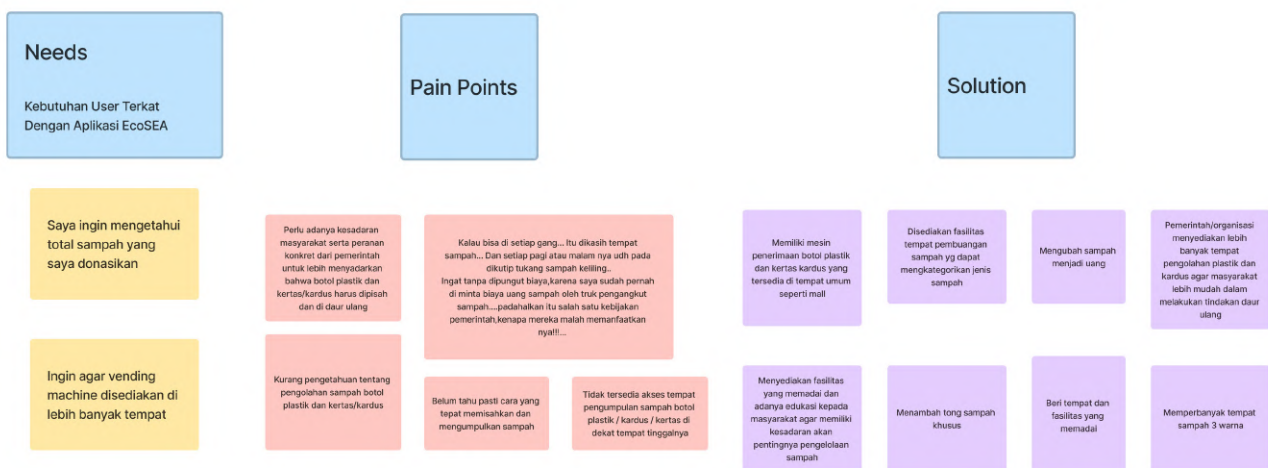 Needs
Kebutuhan User Terkat
Dengan Aplikasi EcoSEA
Saya ingin mengetahui
total sampah yang
saya donasikan
Ingin agar vending
machine disediakan di
lebih banyak tempat
Pain Points
Perlu adanya kesadaran
masyarakat serta peranan
konkret dari pemerintah
untuk lebih menyadarkan
bahwa botol plastik dan
kertas/kardus harus dipisah
dan di daur ulang
Kalau bisa di setiap gang... Itu dikasih tempat
sampah... Dan setiap pagi atau malam nya udh pada
dikutip tukang sampah keliling..
Ingat tanpa dipungut biaya,karena saya sudah pernah
di minta biaya uang sampah oleh truk pengangkut
sampah....padahalkan itu salah satu kebijakan
pemerintah,kenapa mereka malah memanfaatkan
nya!!!...
Kurang pengetahuan tentang
pengolahan sampah botol
plastik dan kertas/kardus
Belum tahu pasti cara yang
tepat memisahkan dan
mengumpulkan sampah
Tidak tersedia akses tempat
pengumpulan sampah botol
plastik / kardus / kertas di
dekat tempat tinggalnya
Solution
Memiliki mesin
penerimaan botol plastik
dan kertas kardus yang
tersedia di tempat umum
seperti mall
Disediakan fasilitas
tempat pembuangan
sampah yg dapat
mengkategorikan jenis
sampah
Mengubah sampah
menjadi uang
Pemerintah/organisasi
menyediakan lebih
banyak tempat
pengolahan plastik dan
kardus agar masyarakat
lebih mudah dalam
melakukan tindakan daur
ulang
Menyediakan fasilitas
yang memadai dan
adanya edukasi kepada
masyarakat agar memiliki
kesadaran akan
pentingnya pengelolaan
sampah
Menambah tong sampah
khusus
Beri tempat dan
fasilitas yang
memadai
Memperbanyak tempat
sampah 3 warna